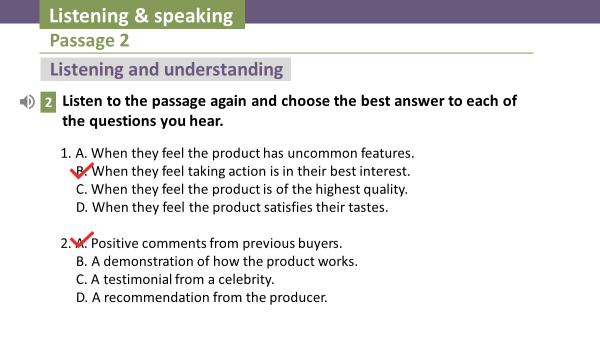 Listening & speaking
Passage 2
Listening and understanding
2 Listen to the passage again and choose the best answer to each of
the questions you hear.
1. A. When they feel the product has uncommon features.
B. When they feel taking action is in their best interest.
C. When they feel the product is of the highest quality.
D. When they feel the product satisfies their tastes.
2. A. Positive comments from previous buyers.
B. A demonstration of how the product works.
C. A testimonial from a celebrity.
D. A recommendation from the producer.